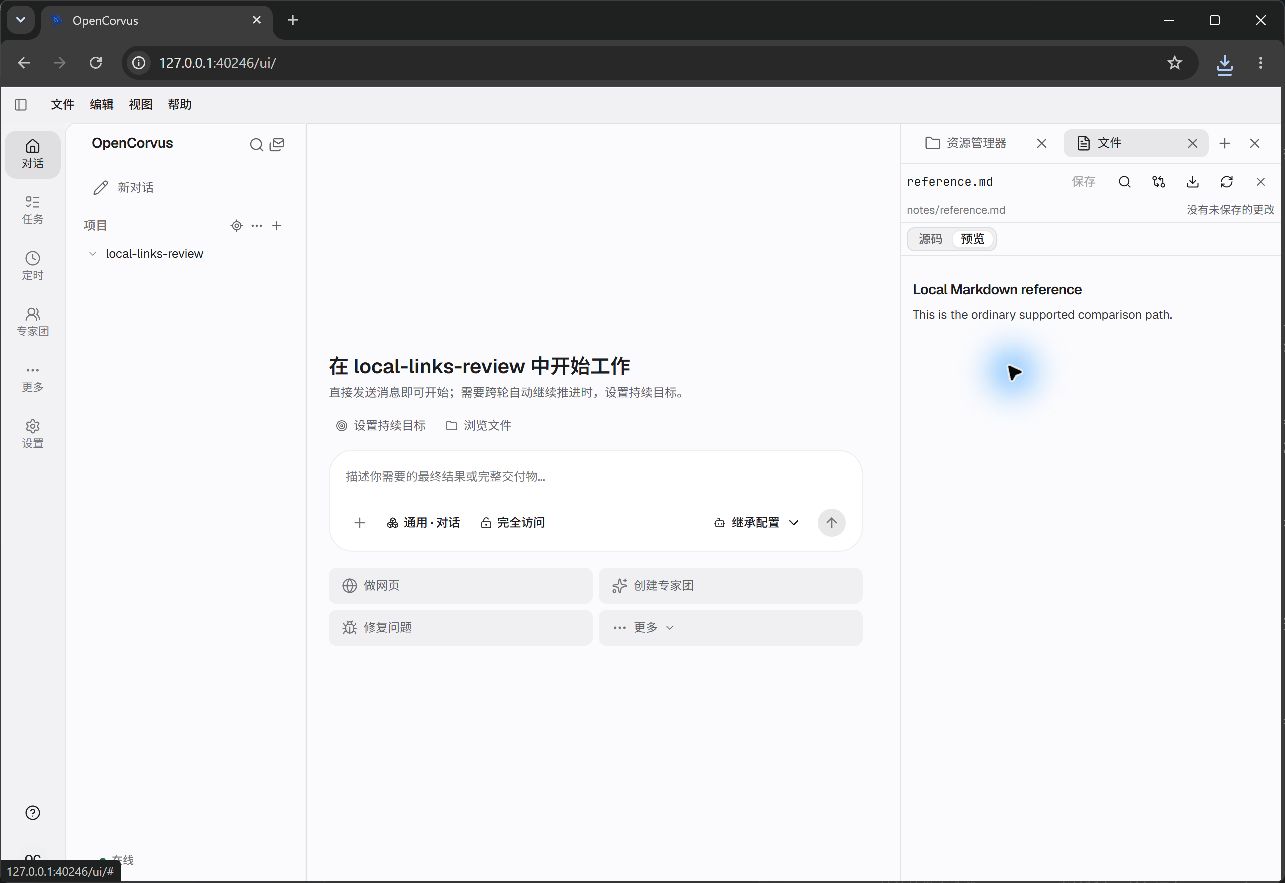 OpenCorvus
127.0.0.1:40246/ui/
文件 编辑 视图 帮助
对话
任务
定时
专家团
更多
设置
OpenCorvus
新对话
项目
local-links-review
在线
在 local-links-review 中开始工作
直接发送消息即可开始；需要跨轮自动继续推进时，设置持续目标。
设置持续目标 浏览文件
描述你需要的最终结果或完整交付物...
通用 · 对话 完全访问 继承配置
做网页 创建专家团
修复问题 更多
资源管理器 文件
reference.md 保存
notes/reference.md 没有未保存的更改
源码 预览
Local Markdown reference
This is the ordinary supported comparison path.
127.0.0.1:40246/ui/#